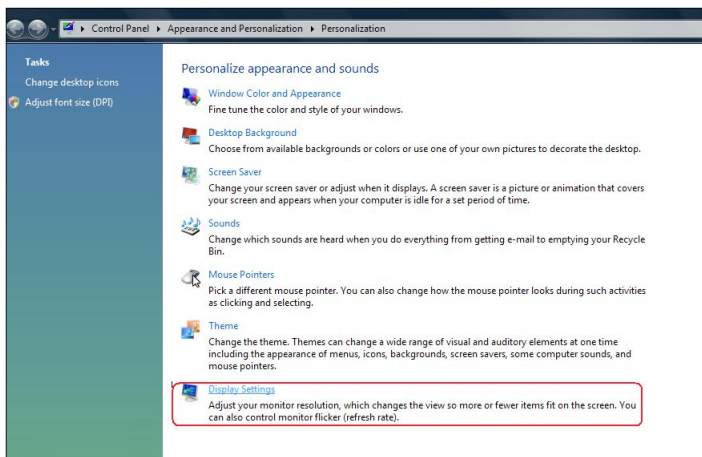 Control Panel ▸ Appearance and Personalization ▸ Personalization
Tasks
Change desktop icons
Adjust font size (DPI)
Personalize appearance and sounds
Window Color and Appearance
Fine tune the color and style of your windows.
Desktop Background
Choose from available backgrounds or colors or use one of your own pictures to decorate the desktop.
Screen Saver
Change your screen saver or adjust when it displays. A screen saver is a picture or animation that covers
your screen and appears when your computer is idle for a set period of time.
Sounds
Change which sounds are heard when you do everything from getting e-mail to emptying your Recycle
Bin.
Mouse Pointers
Pick a different mouse pointer. You can also change how the mouse pointer looks during such activities
as clicking and selecting.
Theme
Change the theme. Themes can change a wide range of visual and auditory elements at one time
including the appearance of menus, icons, backgrounds, screen savers, some computer sounds, and
mouse pointers.
Display Settings
Adjust your monitor resolution, which changes the view so more or fewer items fit on the screen. You
can also control monitor flicker (refresh rate).